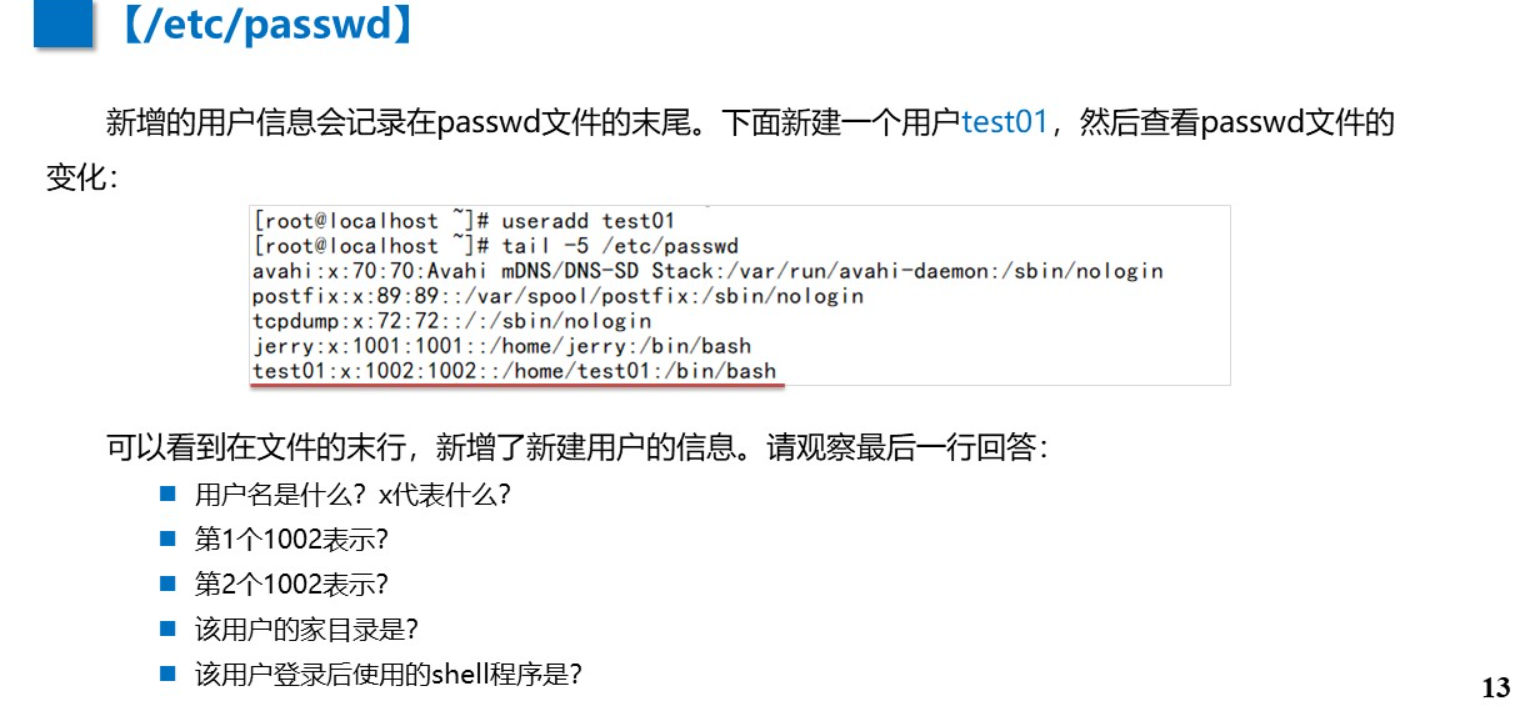 【/etc/passwd】
新增的用户信息会记录在passwd文件的末尾。下面新建一个用户test01，然后查看passwd文件的
变化：
[root@localhost ~]# useradd test01
[root@localhost ~]# tail -5 /etc/passwd
avahi:x:70:70:Avahi mDNS/DNS-SD Stack:/var/run/avahi-daemon:/sbin/nologin
postfix:x:89:89::/var/spool/postfix:/sbin/nologin
tcpdump:x:72:72::/:/sbin/nologin
jerry:x:1001:1001::/home/jerry:/bin/bash
test01:x:1002:1002::/home/test01:/bin/bash
可以看到在文件的末行，新增了新建用户的信息。请观察最后一行回答：
■ 用户名是什么？x代表什么？
■ 第1个1002表示？
■ 第2个1002表示？
■ 该用户的家目录是？
■ 该用户登录后使用的shell程序是？
13